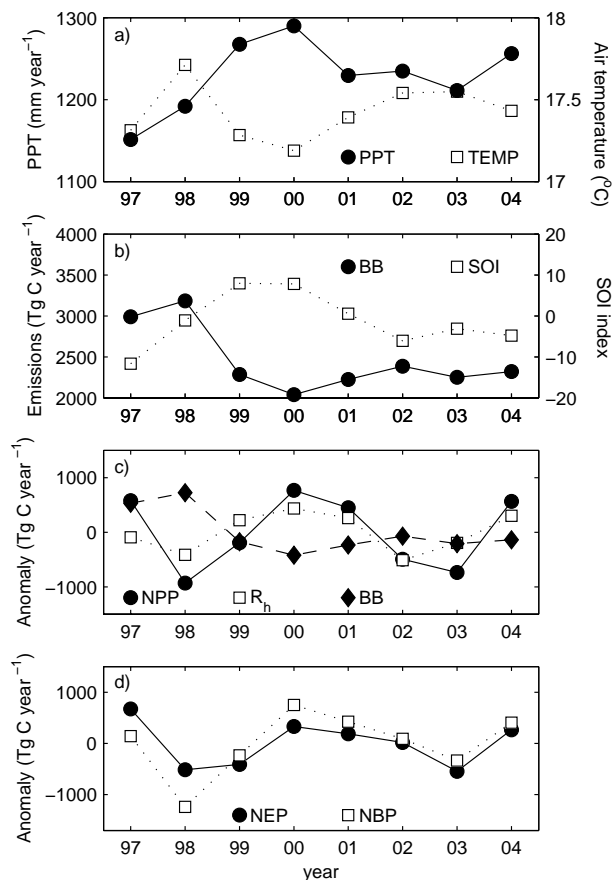 a)
PPT (mm year−1)
1300
1200
1100
18
17.5
17
Air temperature (oC)
PPT TEMP
97 98 99 00 01 02 03 04
b)
Emissions (Tg C year−1)
4000
3500
3000
2500
2000
20
10
0
−10
−20
SOI index
BB SOI
97 98 99 00 01 02 03 04
c)
Anomaly (Tg C year−1)
1000
0
−1000
NPP Rh BB
97 98 99 00 01 02 03 04
d)
Anomaly (Tg C year−1)
1000
0
−1000
NEP NBP
97 98 99 00 01 02 03 04
year